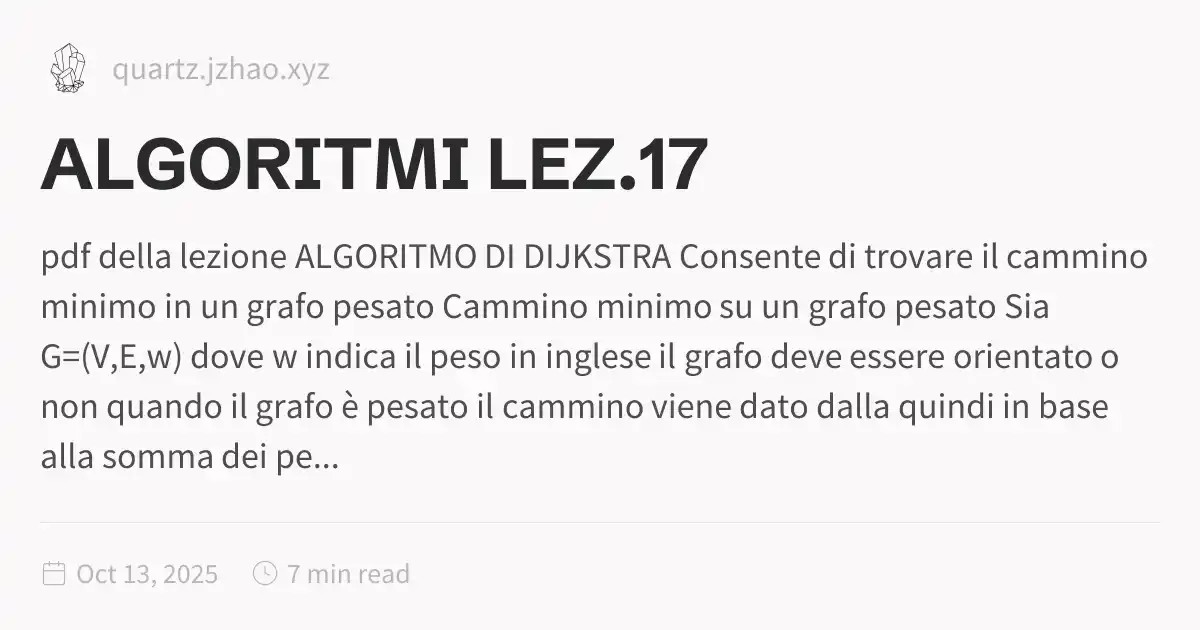 quartz.jzhao.xyz
ALGORITMI LEZ.17
pdf della lezione ALGORITMO DI DIJKSTRA Consente di trovare il cammino
minimo in un grafo pesato Cammino minimo su un grafo pesato Sia
G=(V,E,w) dove w indica il peso in inglese il grafo deve essere orientato o
non quando il grafo è pesato il cammino viene dato dalla quindi in base
alla somma dei pe...
Oct 13, 2025 7 min read